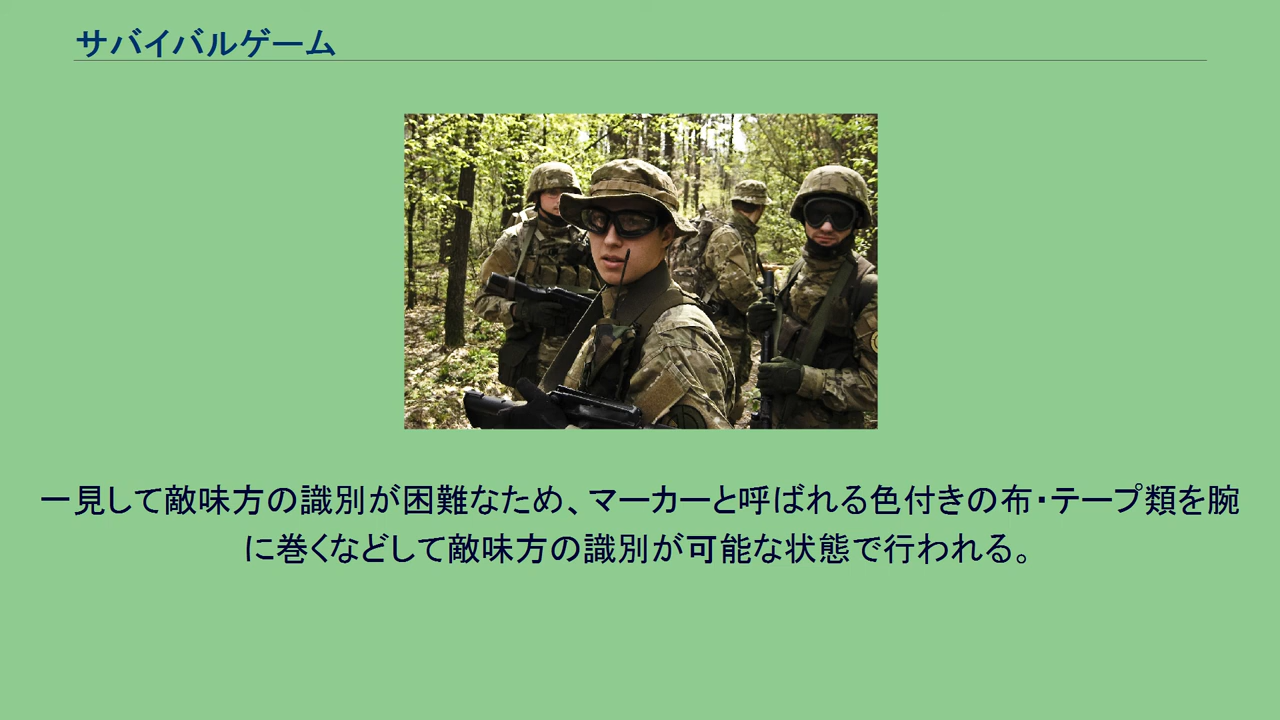 サバイバルゲーム
一見して敵味方の識別が困難なため、マーカーと呼ばれる色付きの布・テープ類を腕
に巻くなどして敵味方の識別が可能な状態で行われる。